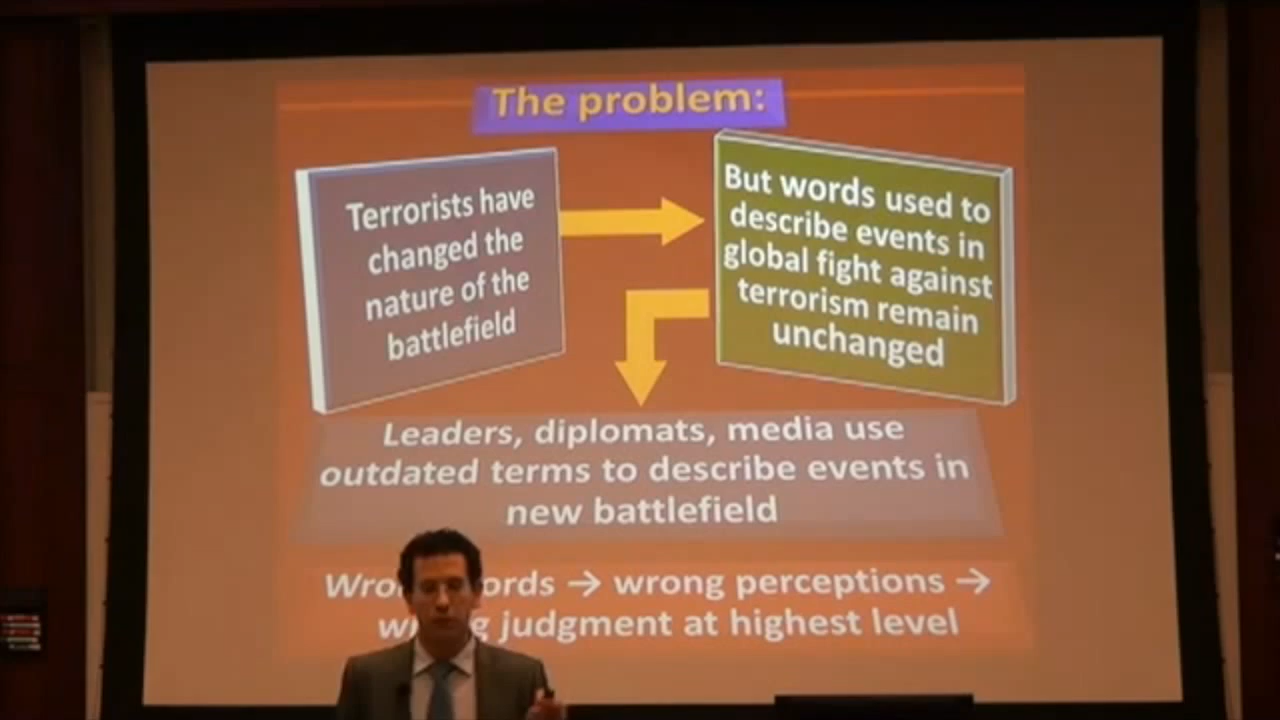 The problem:
Terrorists have
changed the
nature of the
battlefield
But words used to
describe events in
global fight against
terrorism remain
unchanged
Leaders, diplomats, media use
outdated terms to describe events in
new battlefield
→ wrong perceptions →
judgment at highest level